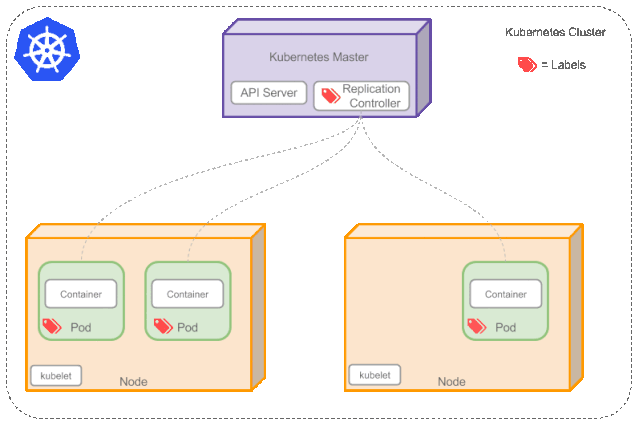 Kubernetes Cluster
= Labels
Kubernetes Master
API Server
Replication
Controller
Container
Pod
Container
Pod
kubelet
Node
Container
Pod
kubelet
Node